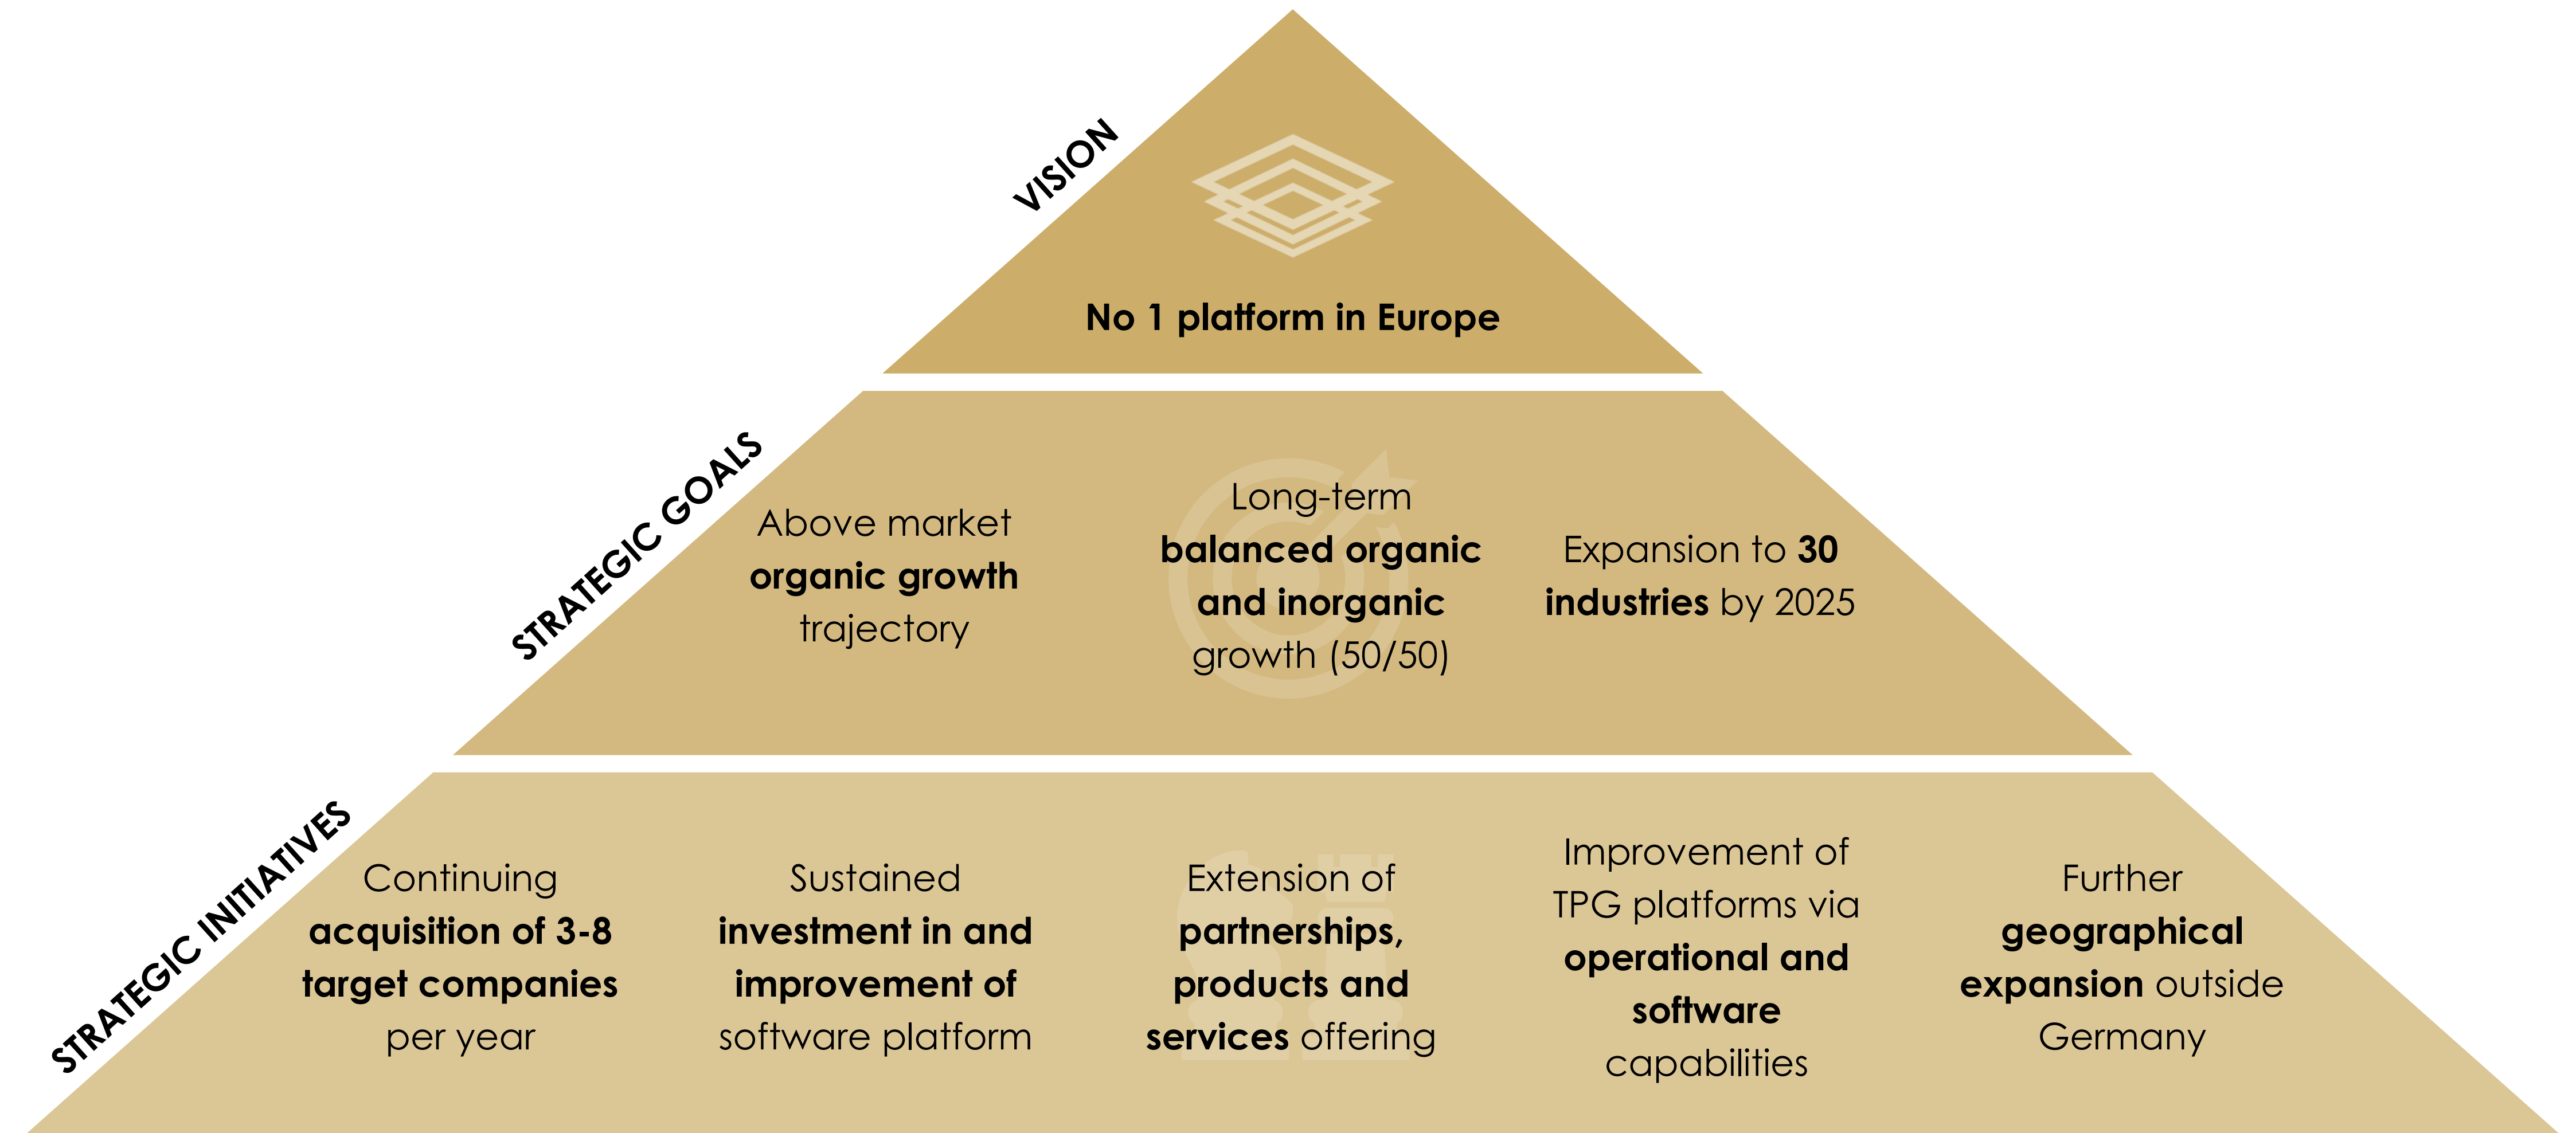 VISION
No 1 platform in Europe
STRATEGIC GOALS
Above market
organic growth
trajectory
Long-term
balanced organic
and inorganic
growth (50/50)
Expansion to 30
industries by 2025
STRATEGIC INITIATIVES
Continuing
acquisition of 3-8
target companies
per year
Sustained
investment in and
improvement of
software platform
Extension of
partnerships,
products and
services offering
Improvement of
TPG platforms via
operational and
software
capabilities
Further
geographical
expansion outside
Germany